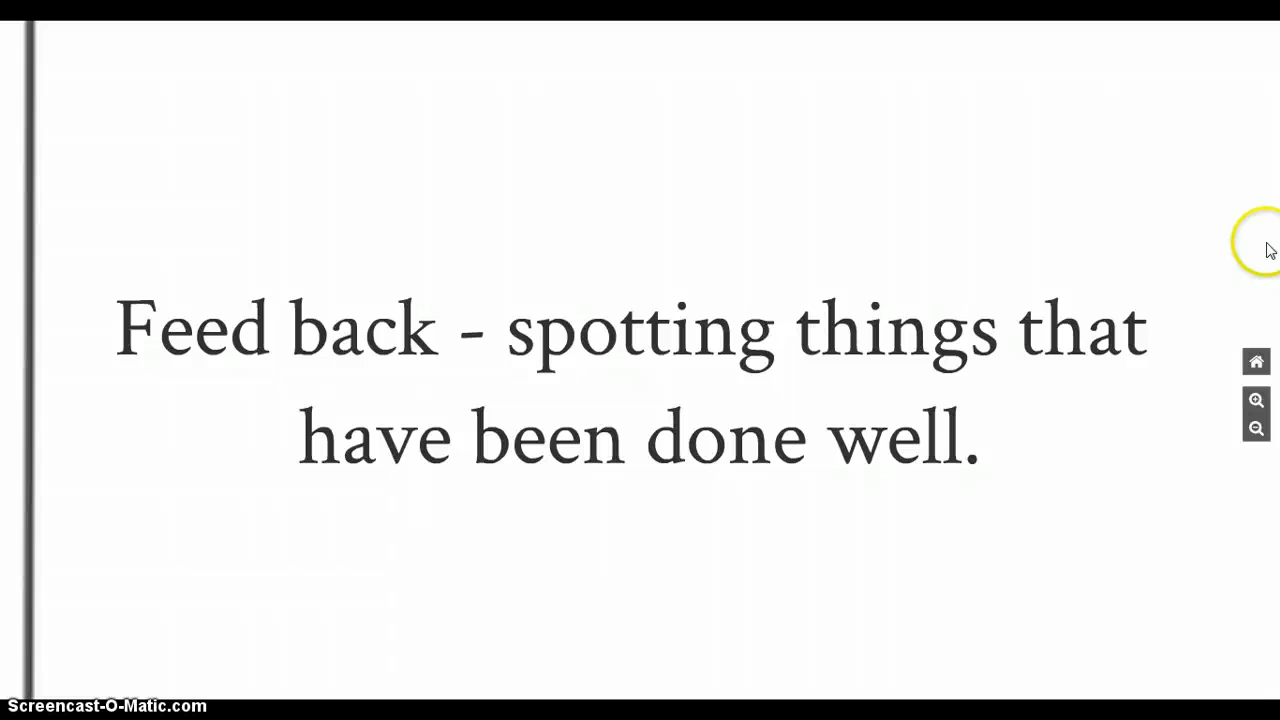 Feed back - spotting things that
have been done well.
Screencast-O-Matic.com